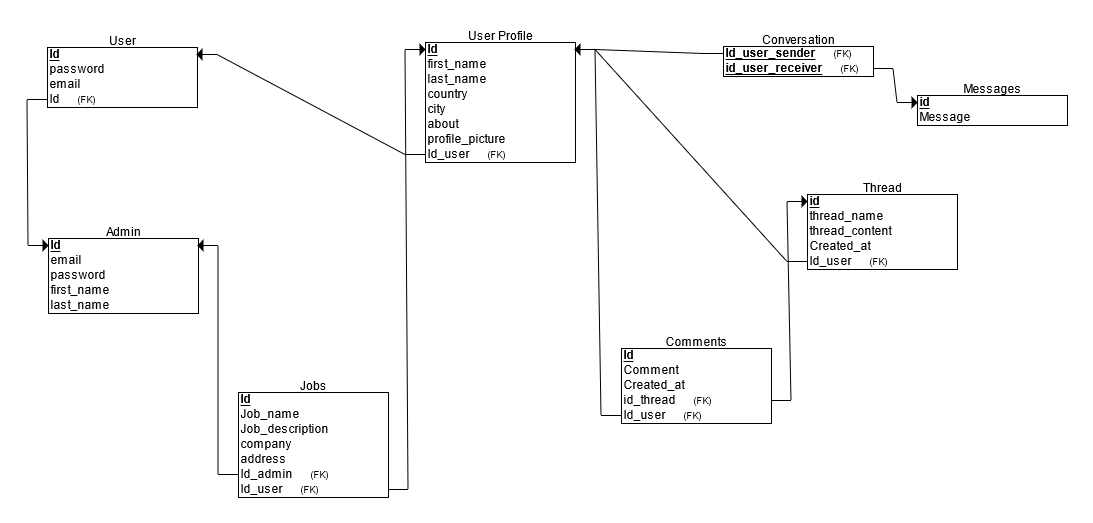 User
Id
password
email
Id (FK)
User Profile
Id
first_name
last_name
country
city
about
profile_picture
Id_user (FK)
Conversation
Id_user_sender (FK)
id_user_receiver (FK)
Messages
id
Message
Thread
id
thread_name
thread_content
Created_at
Id_user (FK)
Admin
Id
email
password
first_name
last_name
Comments
Id
Comment
Created_at
id_thread (FK)
Id_user (FK)
Jobs
Id
Job_name
Job_description
company
address
Id_admin (FK)
Id_user (FK)